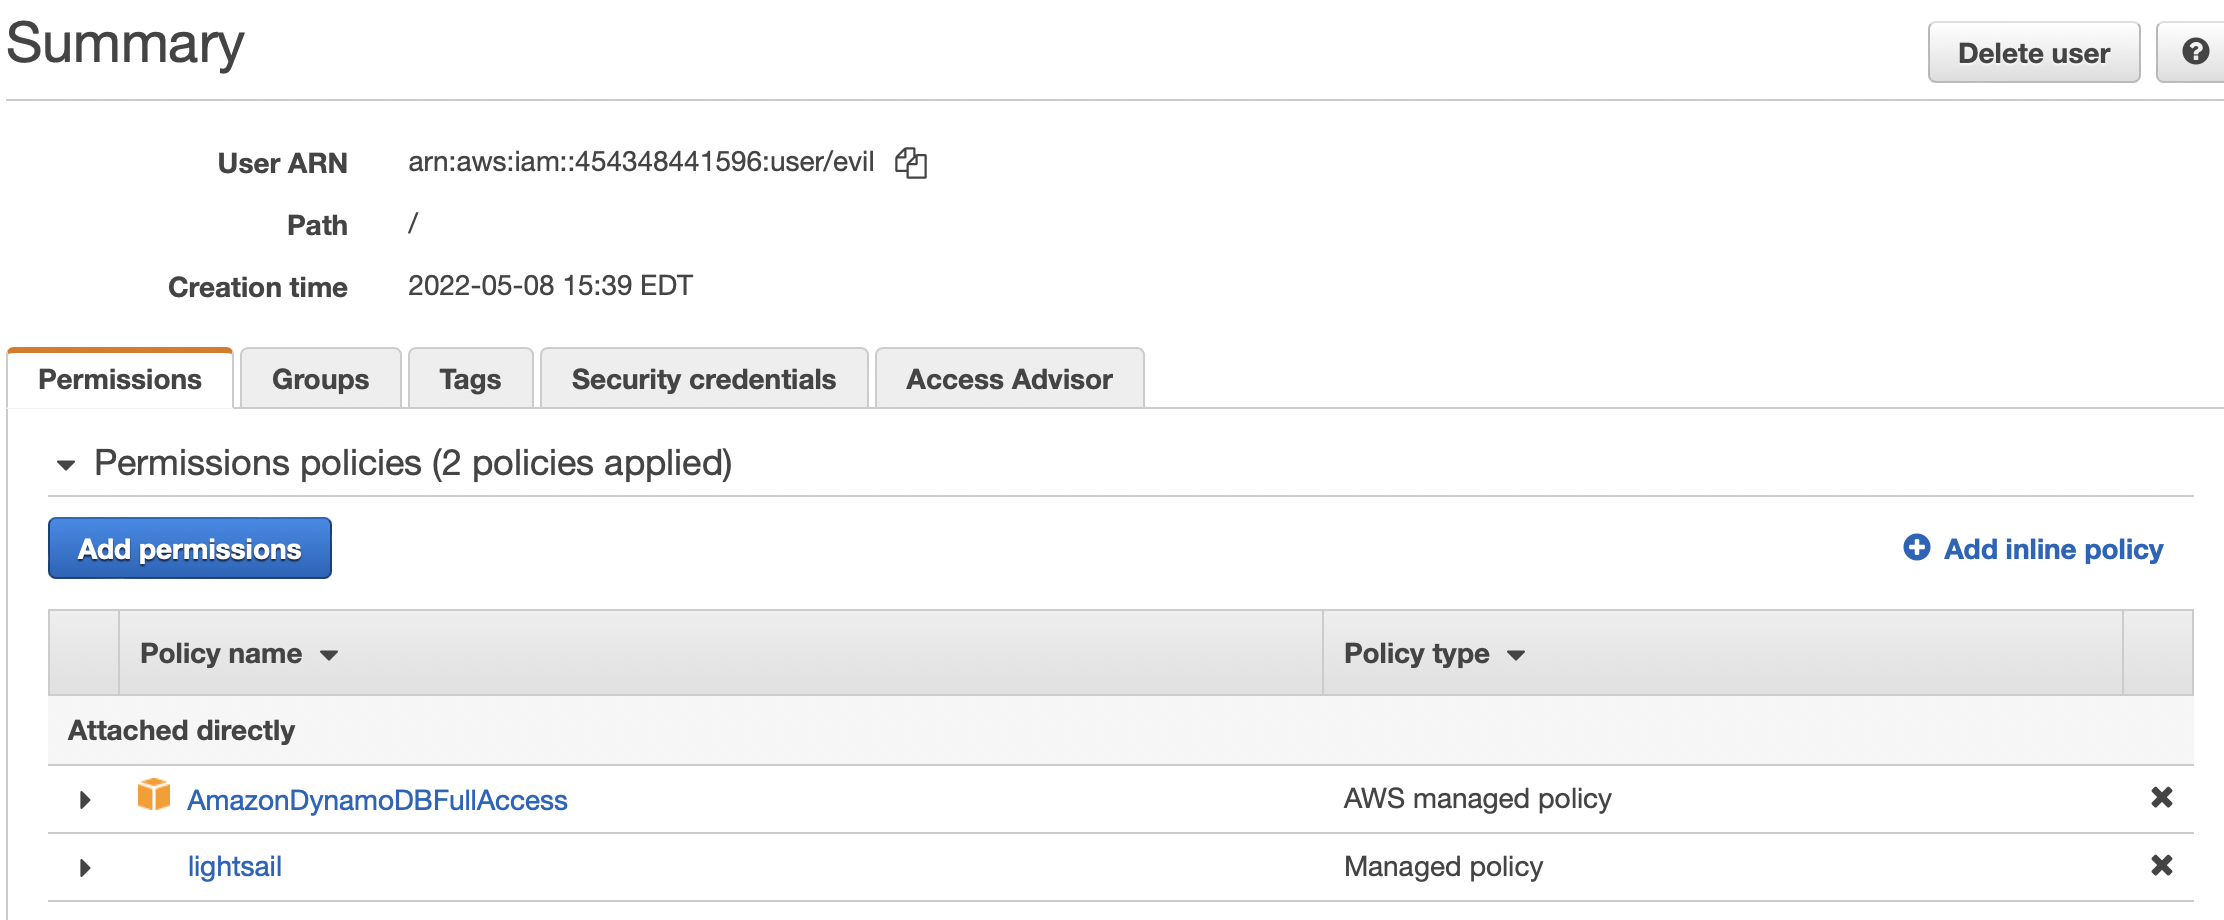 Summary
Delete user
User ARN arn:aws:iam::454348441596:user/evil
Path /
Creation time 2022-05-08 15:39 EDT
Permissions Groups Tags Security credentials Access Advisor
Permissions policies (2 policies applied)
Add permissions
Add inline policy
Policy name Policy type
Attached directly
AmazonDynamoDBFullAccess AWS managed policy
lightsail Managed policy